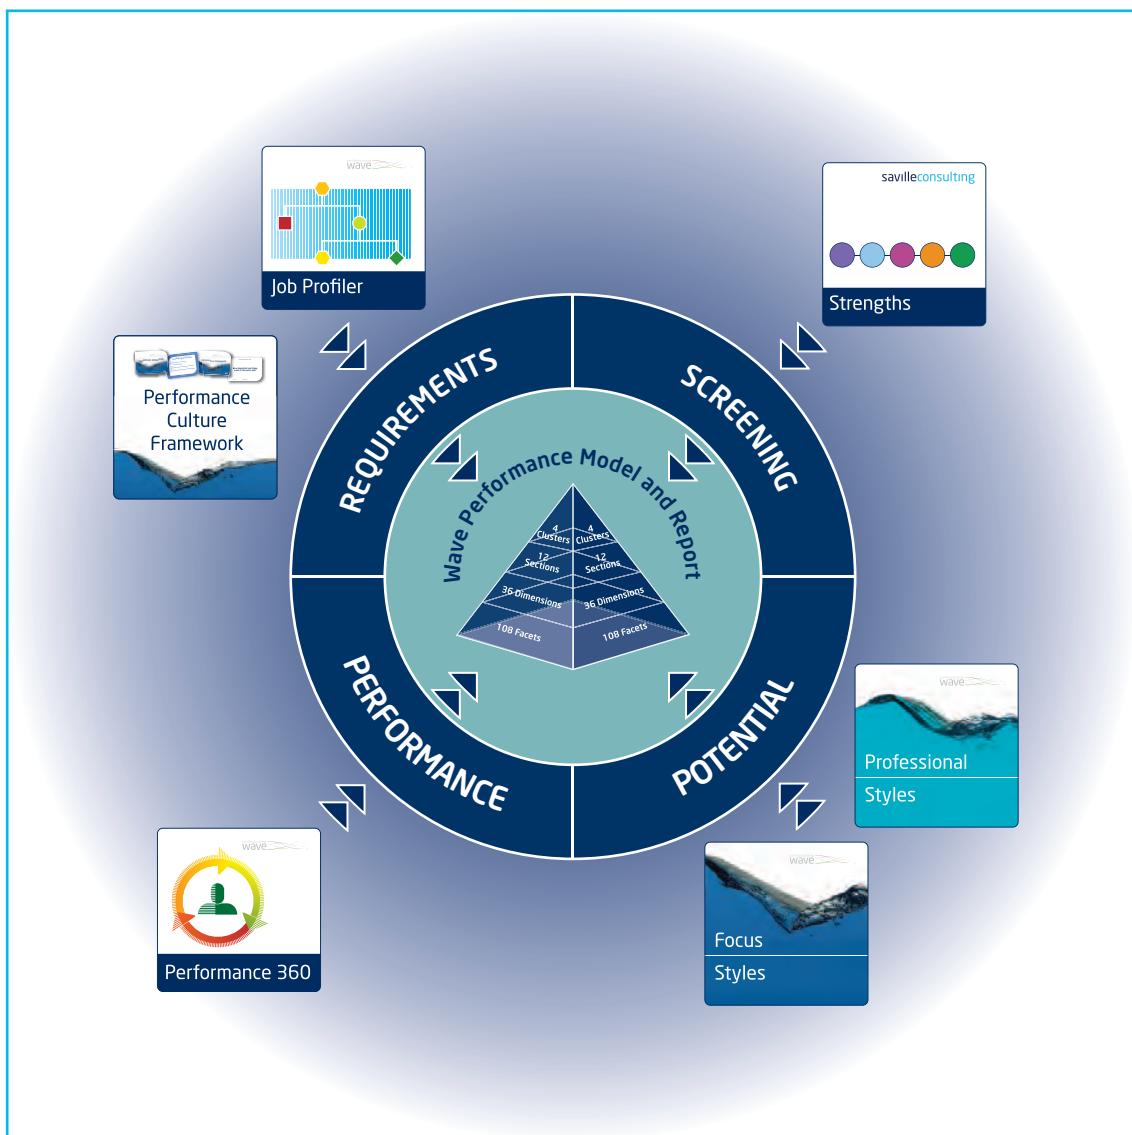 wave
Job Profiler
savilleconsulting
Strengths
Performance
Culture
Framework
REQUIREMENTS
SCREENING
Wave Performance Model and Report
4
Clusters
4
Clusters
12
Sections
12
Sections
36 Dimensions
36 Dimensions
108 Facets
108 Facets
PERFORMANCE
POTENTIAL
wave
Professional
Styles
wave
Performance 360
wave
Focus
Styles